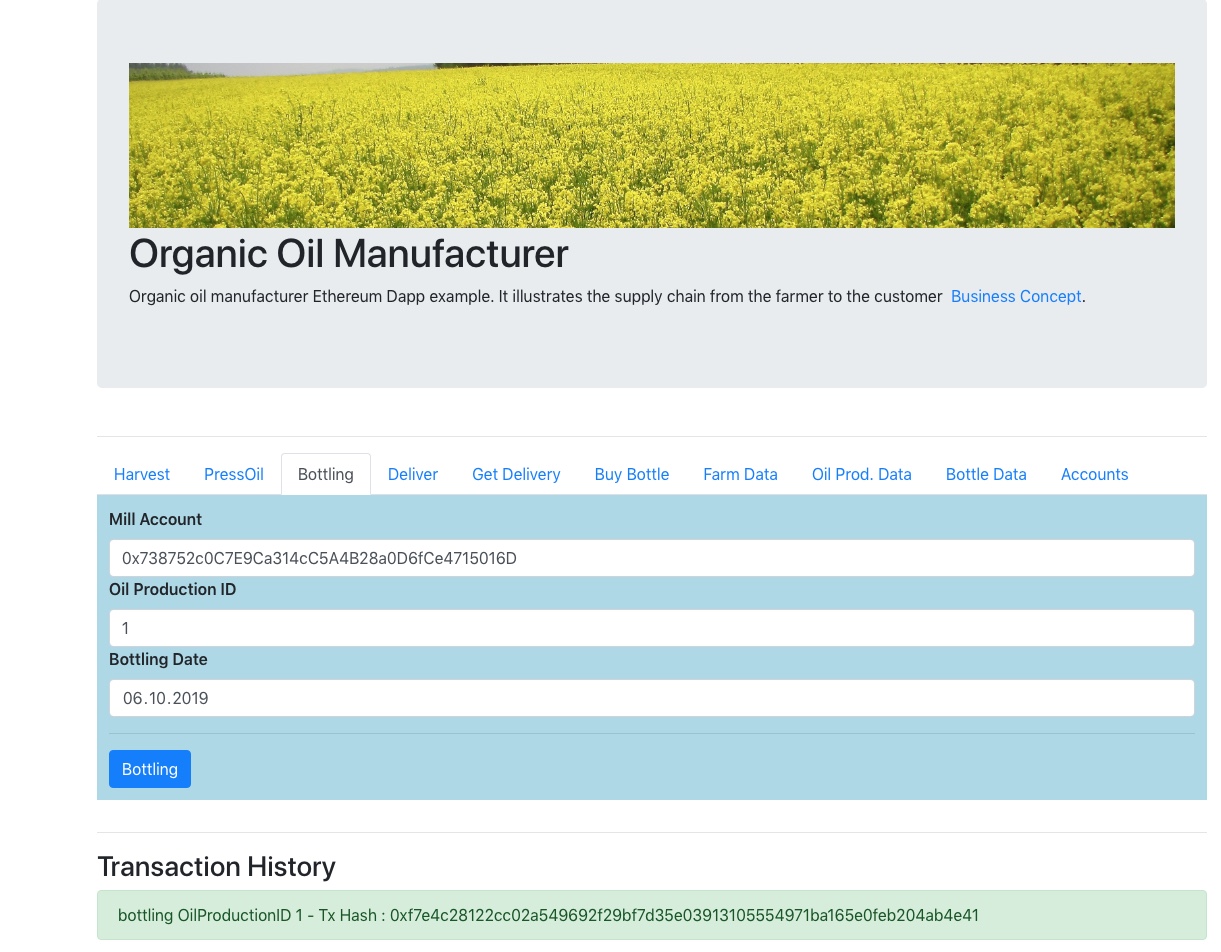 Organic Oil Manufacturer
Organic oil manufacturer Ethereum Dapp example. It illustrates the supply chain from the farmer to the customer Business Concept.
Harvest PressOil Bottling Deliver Get Delivery Buy Bottle Farm Data Oil Prod. Data Bottle Data Accounts
Mill Account
0x738752c0C7E9Ca314cC5A4B28a0D6fCe4715016D
Oil Production ID
1
Bottling Date
06.10.2019
Bottling
Transaction History
bottling OilProductionID 1 - Tx Hash : 0xf7e4c28122cc02a549692f29bf7d35e03913105554971ba165e0feb204ab4e41